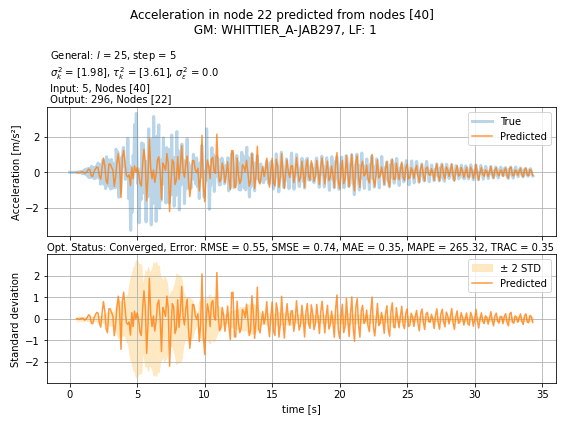 Acceleration in node 22 predicted from nodes [40]
GM: WHITTIER_A-JAB297, LF: 1
General: l = 25, step = 5
σ²ₖ = [1.98], τ²ₖ = [3.61], σ²ε = 0.0
Input: 5, Nodes [40]
Output: 296, Nodes [22]
Acceleration [m/s²]
2
0
−2
True
Predicted
Opt. Status: Converged, Error: RMSE = 0.55, SMSE = 0.74, MAE = 0.35, MAPE = 265.32, TRAC = 0.35
Standard deviation
2
1
0
−1
−2
± 2 STD
Predicted
0 5 10 15 20 25 30 35
time [s]